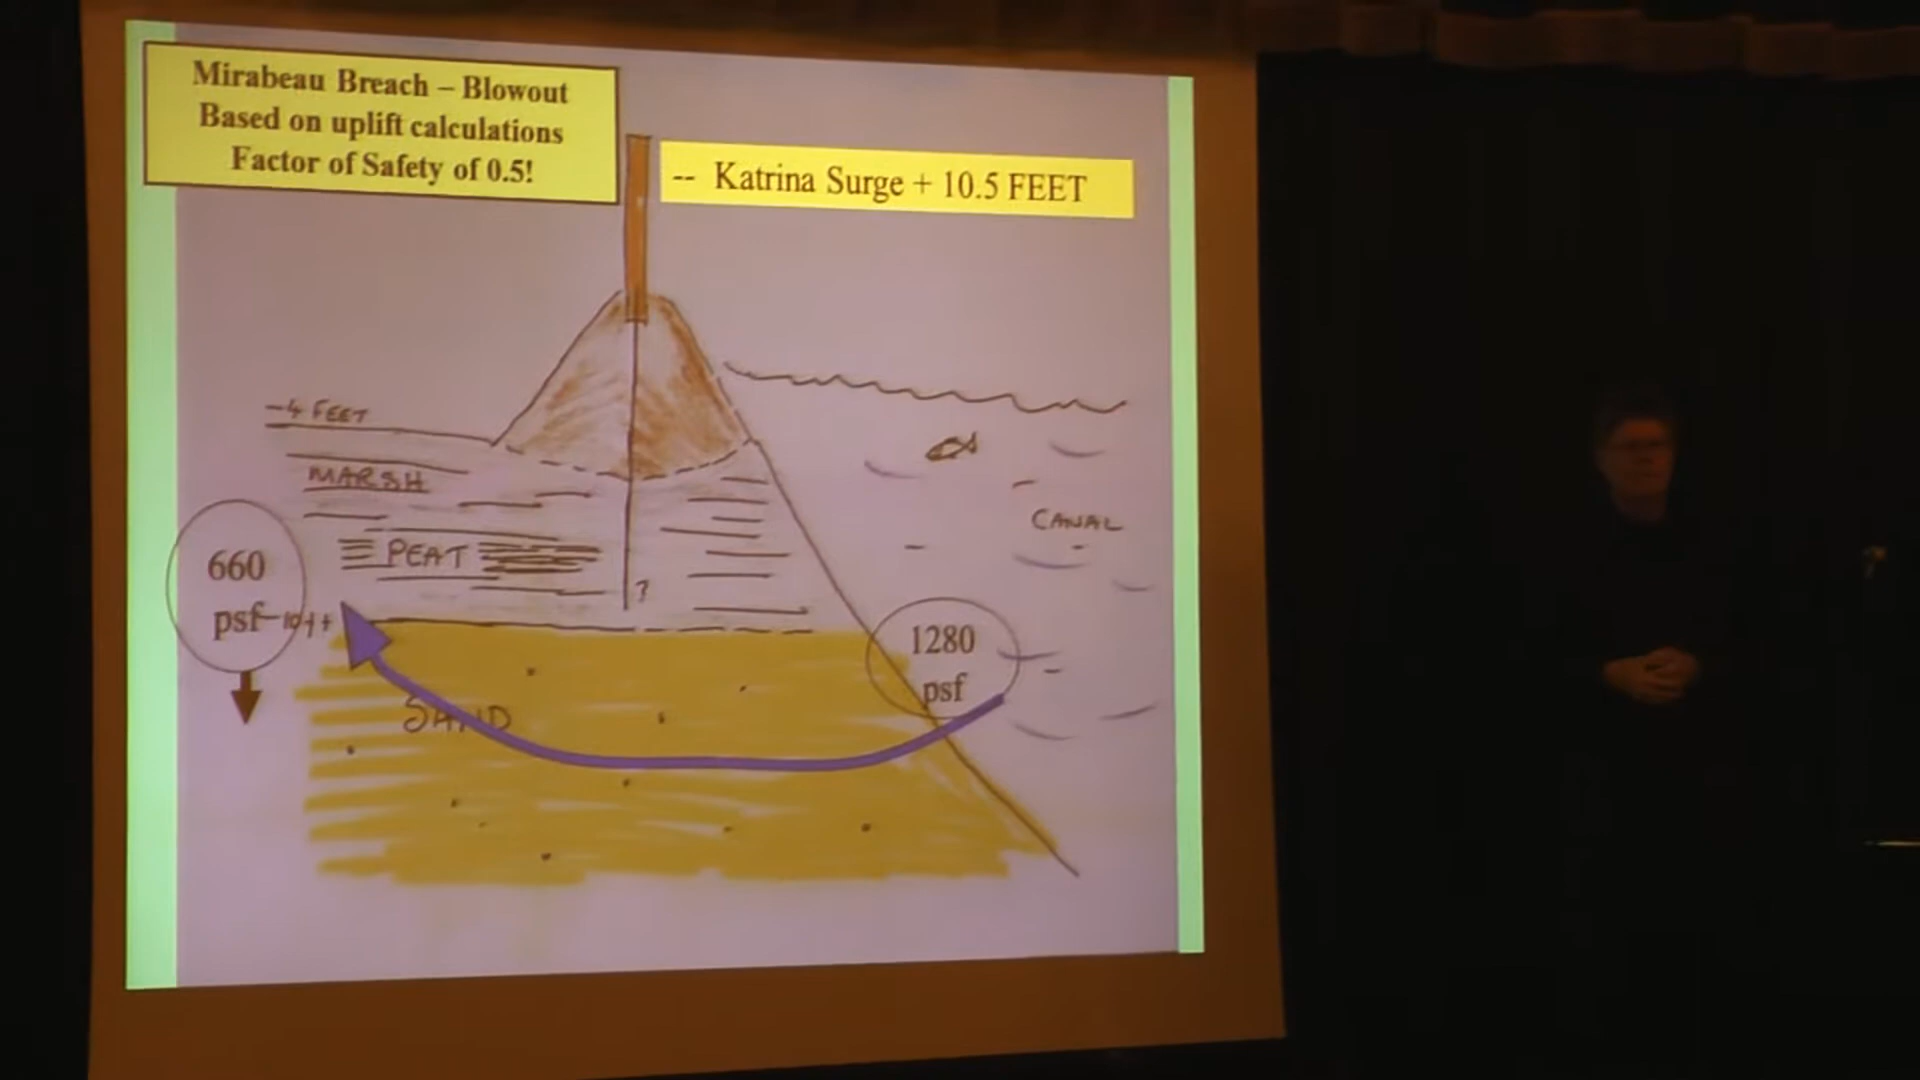 Mirabeau Breach – Blowout
Based on uplift calculations
Factor of Safety of 0.5!
-- Katrina Surge + 10.5 FEET
-4 FEET
MARSH
CANAL
PEAT
660
psf
?
1280
psf
SAND